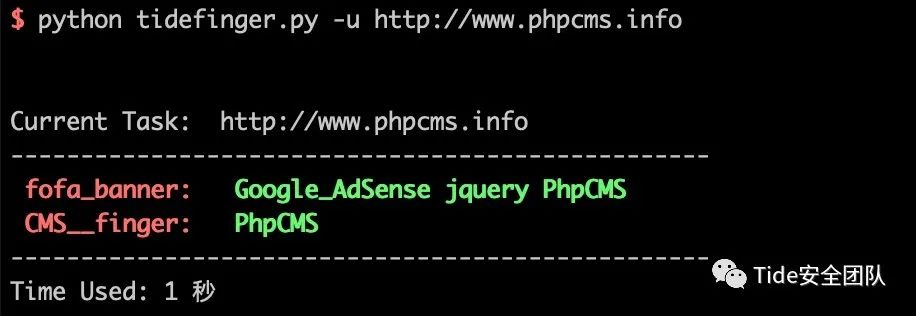 $ python tidefinger.py -u http://www.phpcms.info
Current Task:  http://www.phpcms.info
--------------------------------------------------
fofa_banner:   Google_AdSense jquery PhpCMS
CMS__finger:   PhpCMS
--------------------------------------------------
Time Used: 1 秒
Tide安全团队